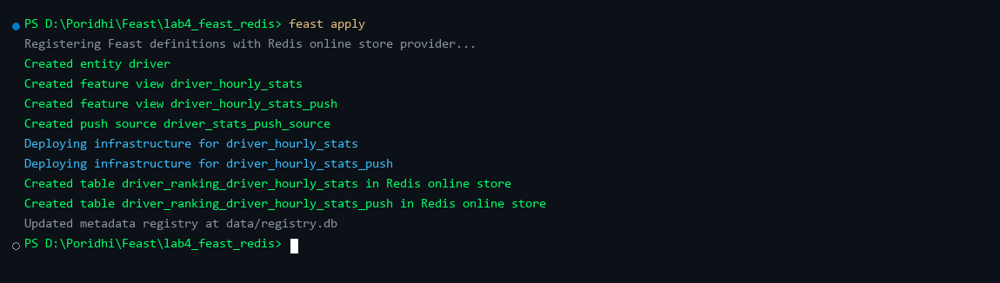 PS D:\Poridhi\Feast\lab4_feast_redis> feast apply
Registering Feast definitions with Redis online store provider...
Created entity driver
Created feature view driver_hourly_stats
Created feature view driver_hourly_stats_push
Created push source driver_stats_push_source
Deploying infrastructure for driver_hourly_stats
Deploying infrastructure for driver_hourly_stats_push
Created table driver_ranking_driver_hourly_stats in Redis online store
Created table driver_ranking_driver_hourly_stats_push in Redis online store
Updated metadata registry at data/registry.db
PS D:\Poridhi\Feast\lab4_feast_redis>